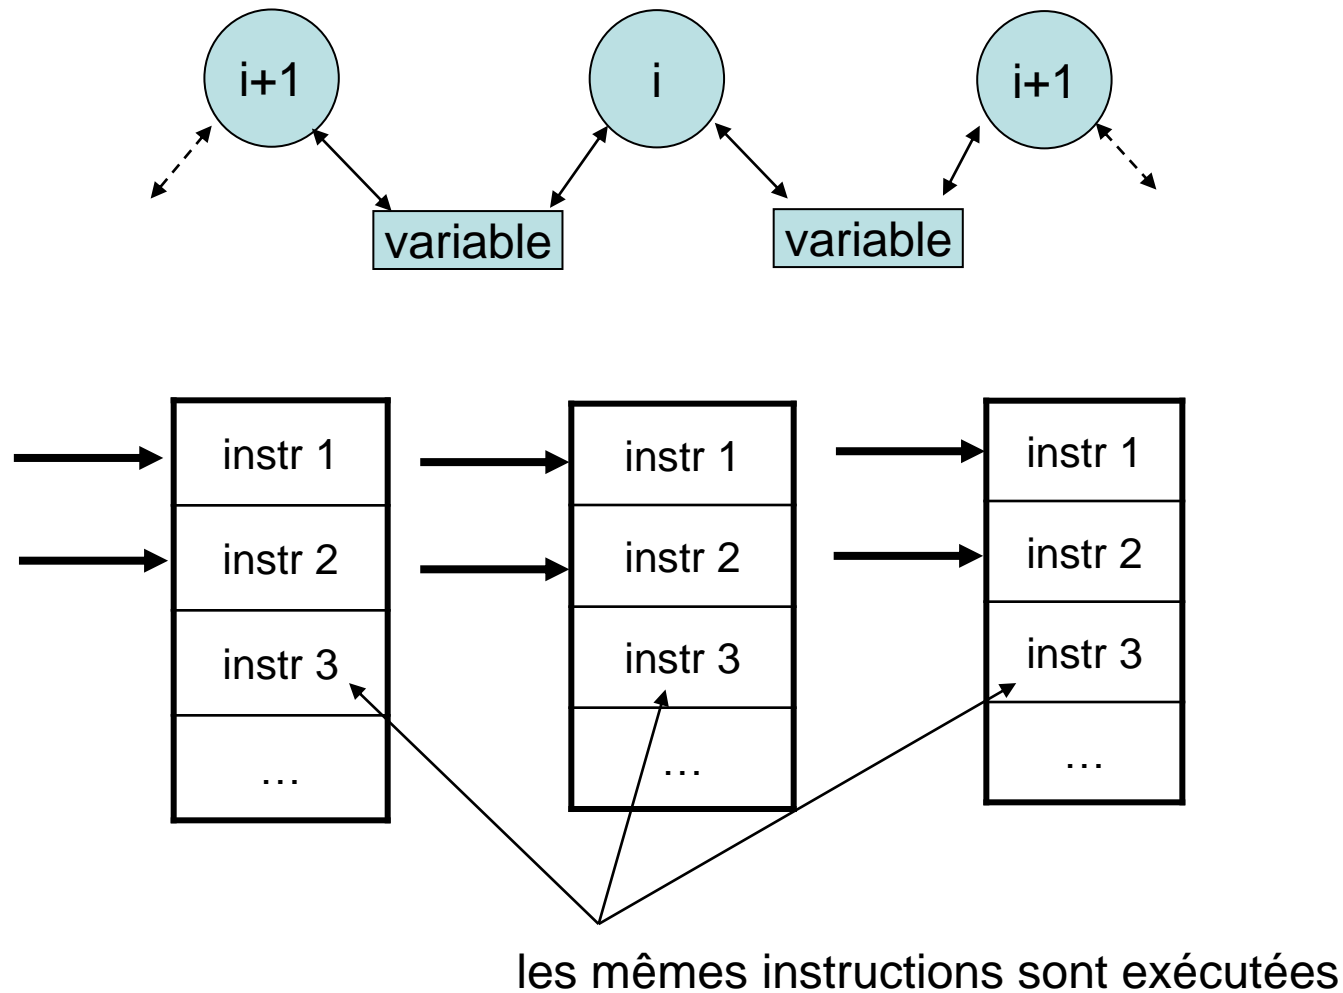 i+1 i i+1
variable variable
instr 1 instr 1 instr 1
instr 2 instr 2 instr 2
instr 3 instr 3 instr 3
... ... ...
les mêmes instructions sont exécutées